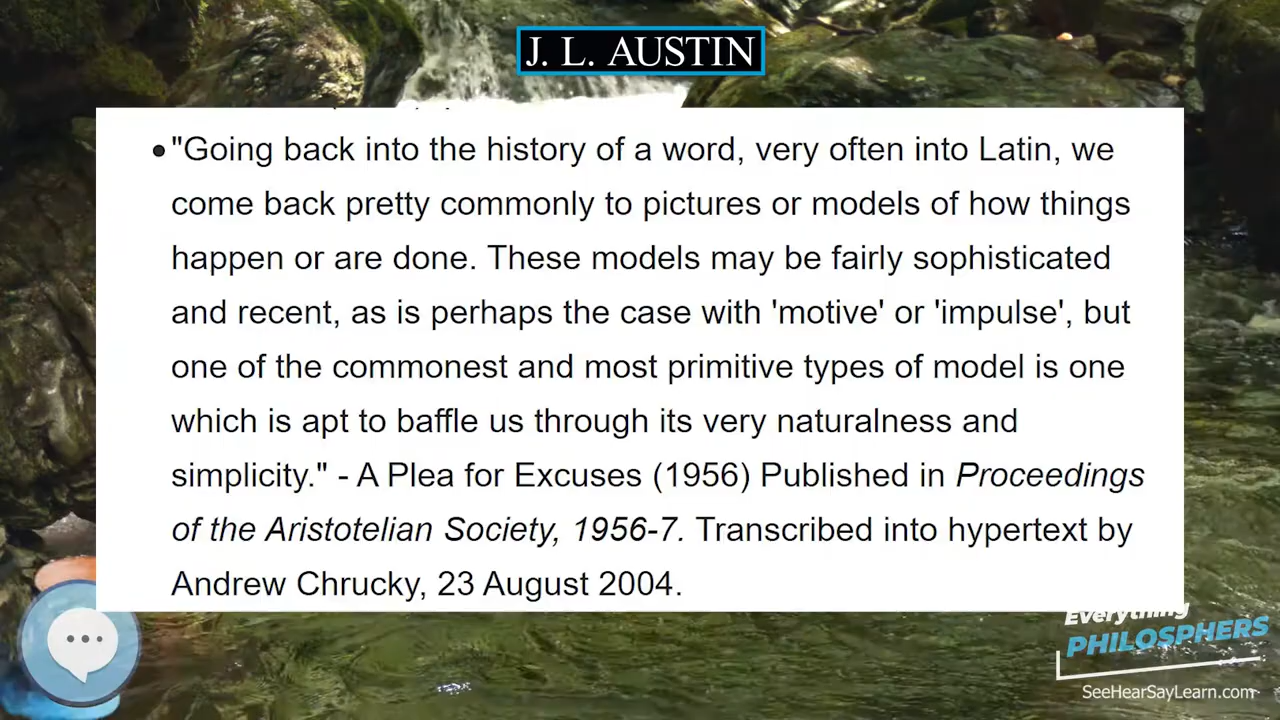 J. L. AUSTIN
• "Going back into the history of a word, very often into Latin, we
come back pretty commonly to pictures or models of how things
happen or are done. These models may be fairly sophisticated
and recent, as is perhaps the case with 'motive' or 'impulse', but
one of the commonest and most primitive types of model is one
which is apt to baffle us through its very naturalness and
simplicity." - A Plea for Excuses (1956) Published in Proceedings
of the Aristotelian Society, 1956-7. Transcribed into hypertext by
Andrew Chrucky, 23 August 2004.
Everything
PHILOSPHERS
SeeHearSayLearn.com